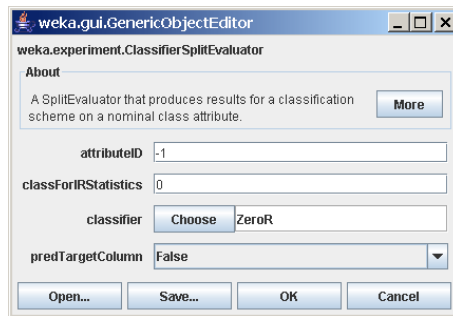 weka.gui.GenericObjectEditor
weka.experiment.ClassifierSplitEvaluator
About
A SplitEvaluator that produces results for a classification
scheme on a nominal class attribute.
More
attributeID -1
classForIRStatistics 0
classifier Choose ZeroR
predTargetColumn False
Open... Save... OK Cancel